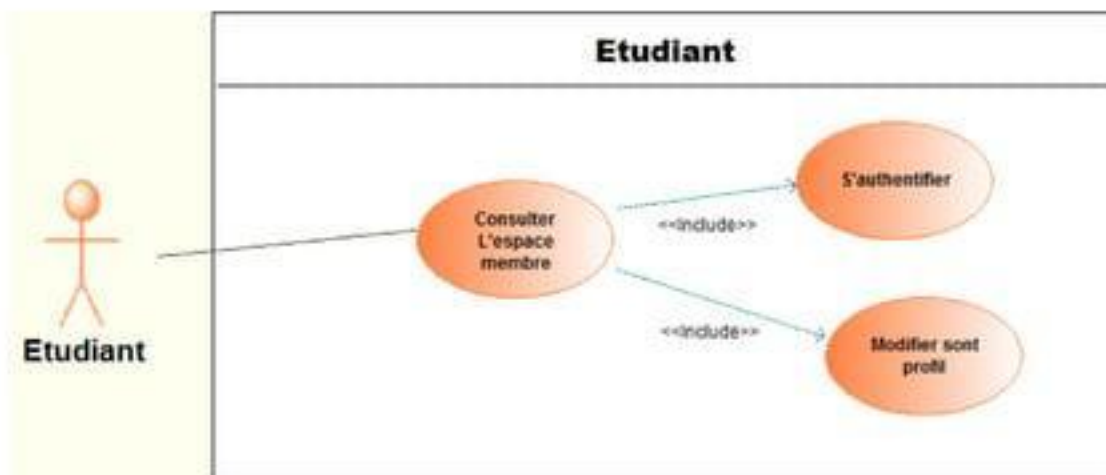 Etudiant
S'authentifier
Consulter
L'espace
membre
<<Include>>
<<Include>>
Modifier sont
profil
Etudiant